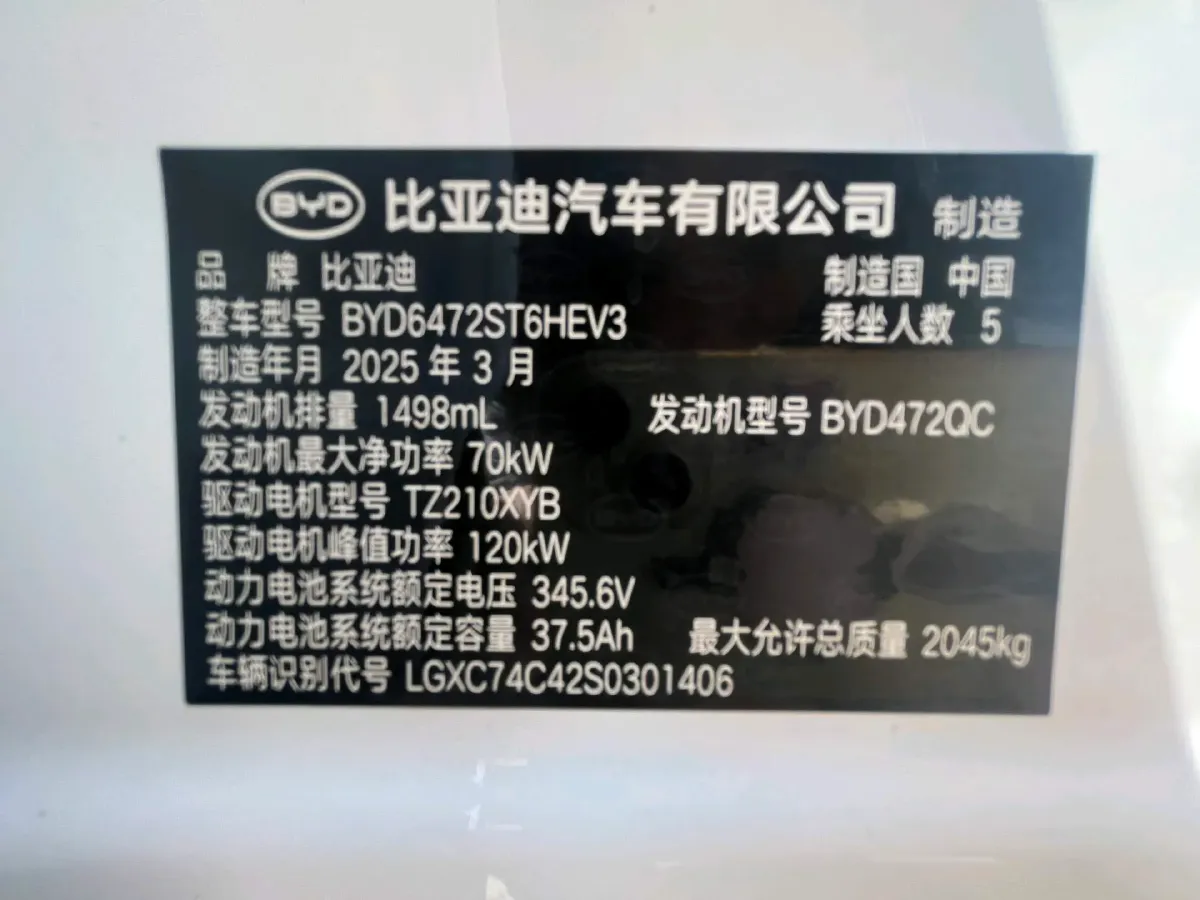 BYD 比亚迪汽车有限公司 制造
品 牌 比亚迪 制造国 中国
整车型号 BYD6472ST6HEV3 乘坐人数 5
制造年月 2025 年 3 月
发动机排量 1498mL 发动机型号 BYD472QC
发动机最大净功率 70kW
驱动电机型号 TZ210XYB
驱动电机峰值功率 120kW
动力电池系统额定电压 345.6V
动力电池系统额定容量 37.5Ah 最大允许总质量 2045kg
车辆识别代号 LGXC74C42S0301406